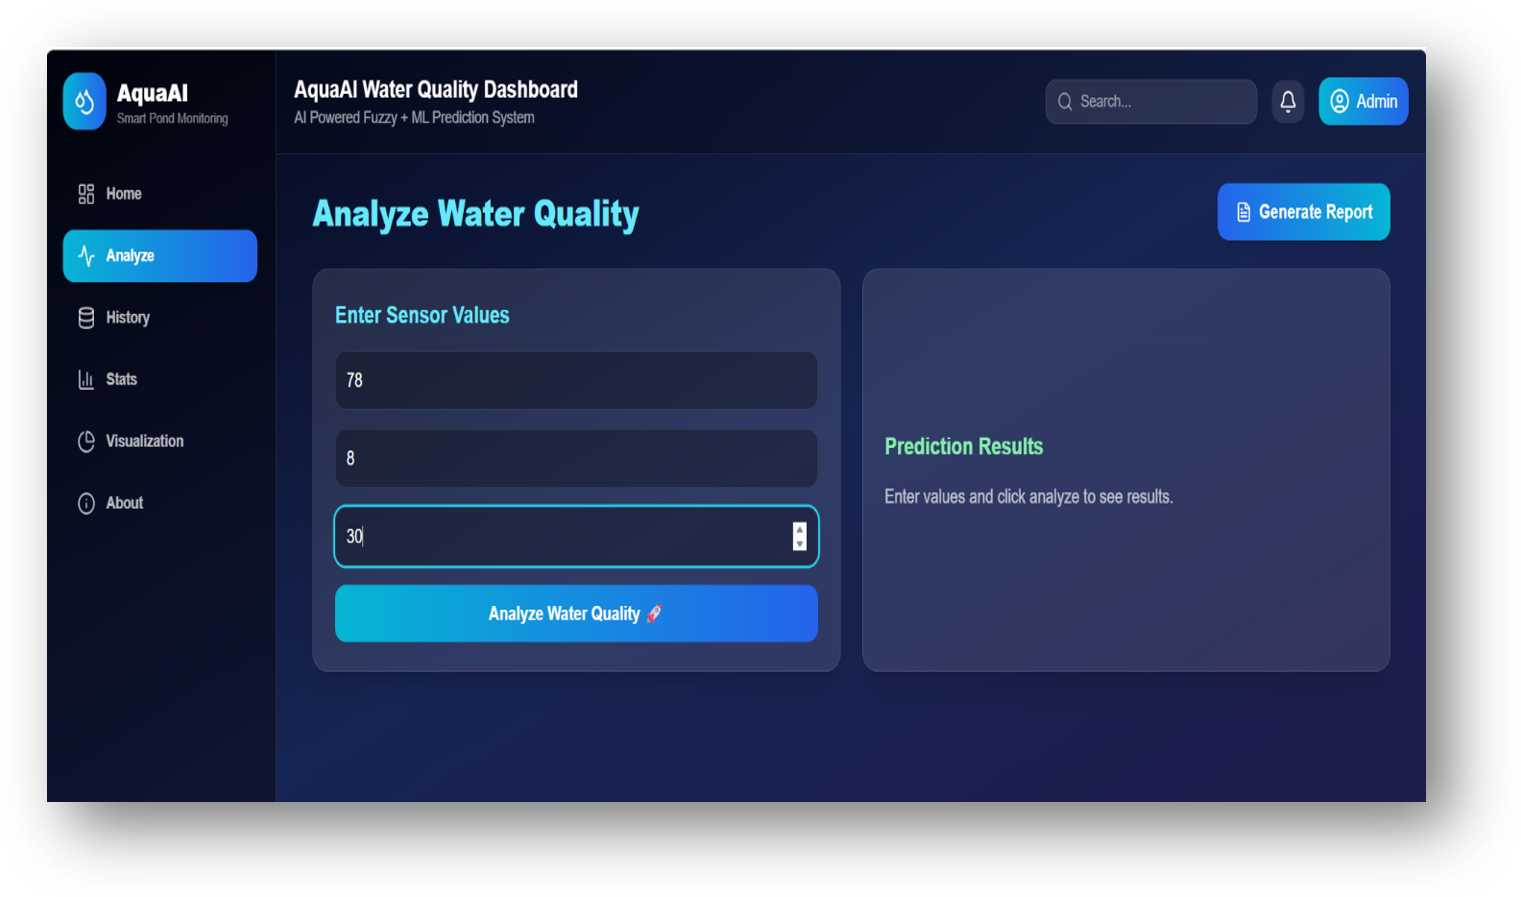 AquaAI
Smart Pond Monitoring
Home
Analyze
History
Stats
Visualization
About
AquaAI Water Quality Dashboard
AI Powered Fuzzy + ML Prediction System
Search...
Admin
Analyze Water Quality
Generate Report
Enter Sensor Values
78
8
30
Analyze Water Quality 🚀
Prediction Results
Enter values and click analyze to see results.